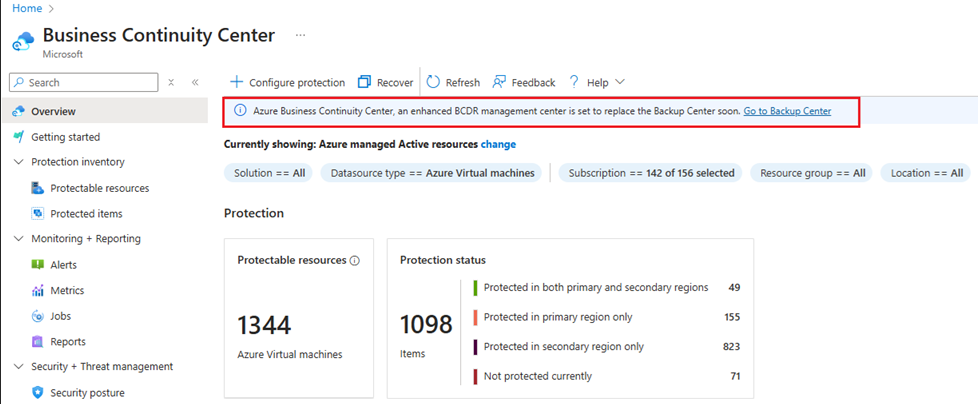 Home >
Business Continuity Center ...
Microsoft
Search
Configure protection Recover Refresh Feedback ? Help
Overview
Azure Business Continuity Center, an enhanced BCDR management center is set to replace the Backup Center soon. Go to Backup Center
Getting started
Currently showing: Azure managed Active resources change
Protection inventory
Solution == All Datasource type == Azure Virtual machines Subscription == 142 of 156 selected Resource group == All Location == All
Protectable resources
Protected items
Protection
Monitoring + Reporting
Alerts
Metrics
Jobs
Reports
Security + Threat management
Security posture
Protectable resources
1344
Azure Virtual machines
Protection status
1098
Items
Protected in both primary and secondary regions 49
Protected in primary region only 155
Protected in secondary region only 823
Not protected currently 71